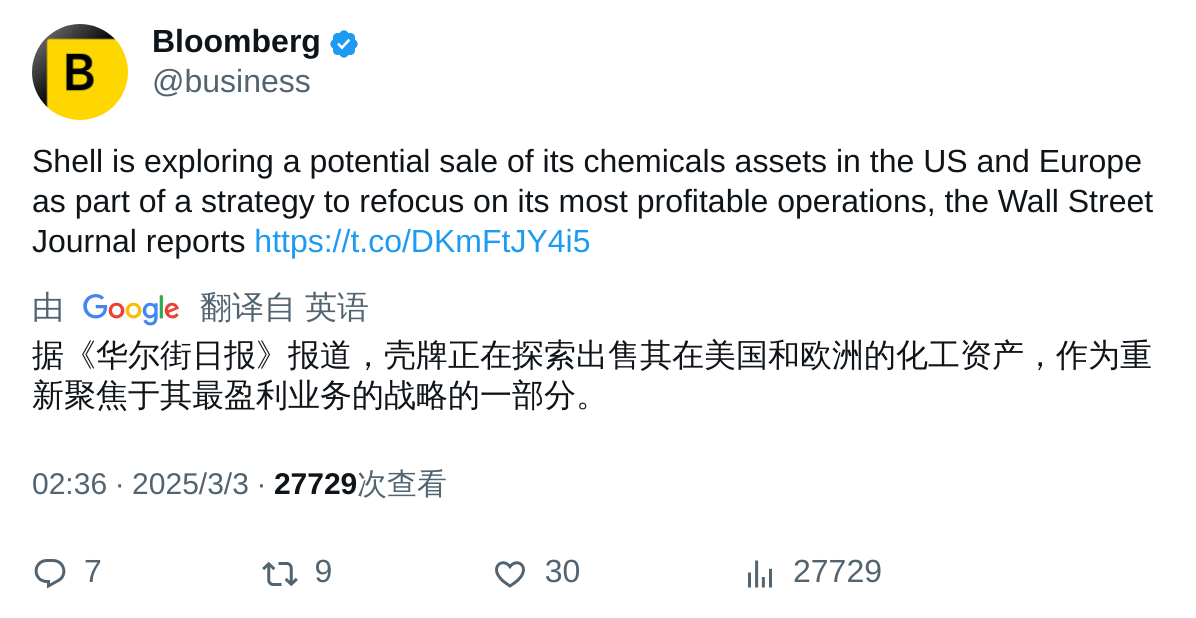 B
Bloomberg
@business
Shell is exploring a potential sale of its chemicals assets in the US and Europe
as part of a strategy to refocus on its most profitable operations, the Wall Street
Journal reports https://t.co/DKmFtJY4i5
由 Google 翻译自 英语
据《华尔街日报》报道，壳牌正在探索出售其在美国和欧洲的化工资产，作为重
新聚焦于其最盈利业务的战略的一部分。
02:36 · 2025/3/3 · 27729次查看
7 9 30 27729